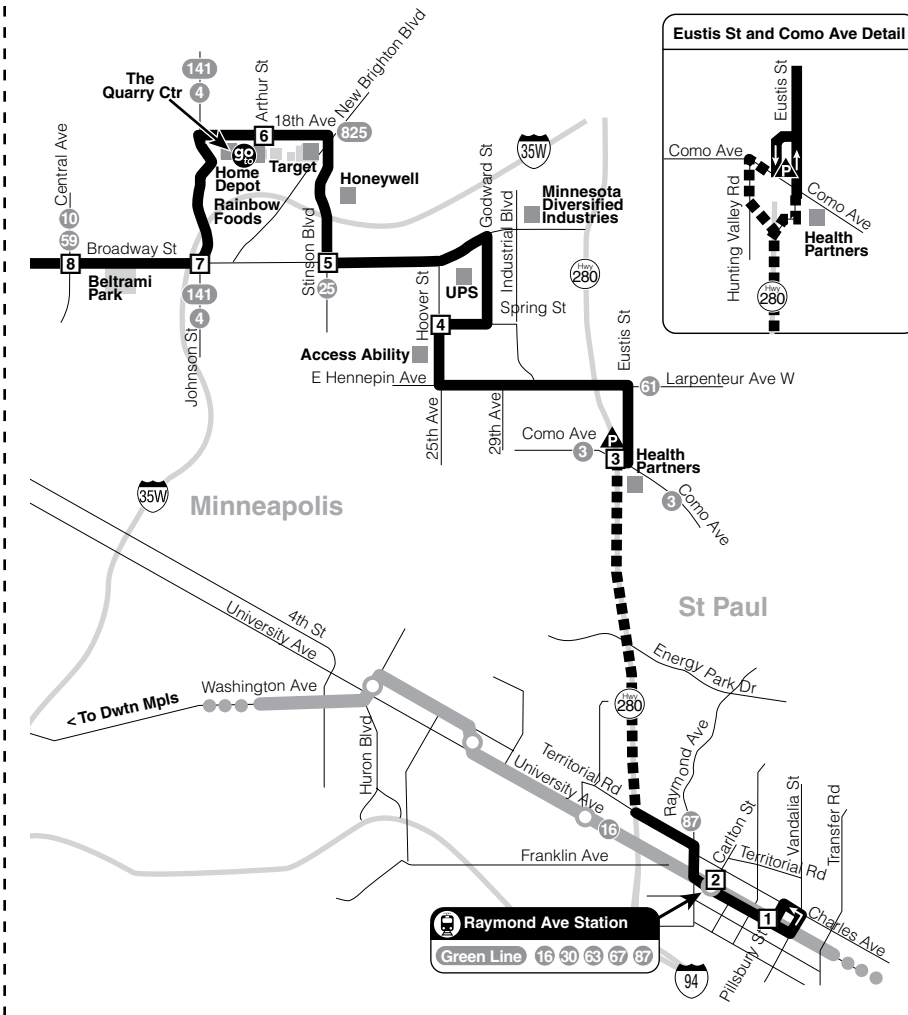 Eustis St and Como Ave Detail
Eustis St
Como Ave
P
Como Ave
Hunting Valley Rd
Health
Partners
Hwy
280
141
4
The
Quarry Ctr
Arthur St
18th Ave
New Brighton Blvd
825
6
go
to
Home
Depot
Target
Rainbow
Foods
Honeywell
35W
Godward St
Industrial Blvd
Minnesota
Diversified
Industries
Central Ave
10
59
Broadway St
8
Beltrami
Park
7
141
4
Johnson St
Stinson Blvd
5
25
Hoover St
UPS
Hwy
280
4
Spring St
Access Ability
E Hennepin Ave
Eustis St
61
Larpenteur Ave W
25th Ave
29th Ave
Como Ave
3
P
3
Health
Partners
3
Como Ave
35W
Minneapolis
St Paul
4th St
University Ave
Energy Park Dr
Washington Ave
< To Dwtn Mpls
Huron Blvd
Hwy
280
Raymond Ave
Territorial Rd
University Ave
16
87
Carlton St
Vandalia St
Transfer Rd
Franklin Ave
Territorial Rd
2
1
Charles Ave
Pillsbury St
Raymond Ave Station
Green Line 16 30 63 67 87
94